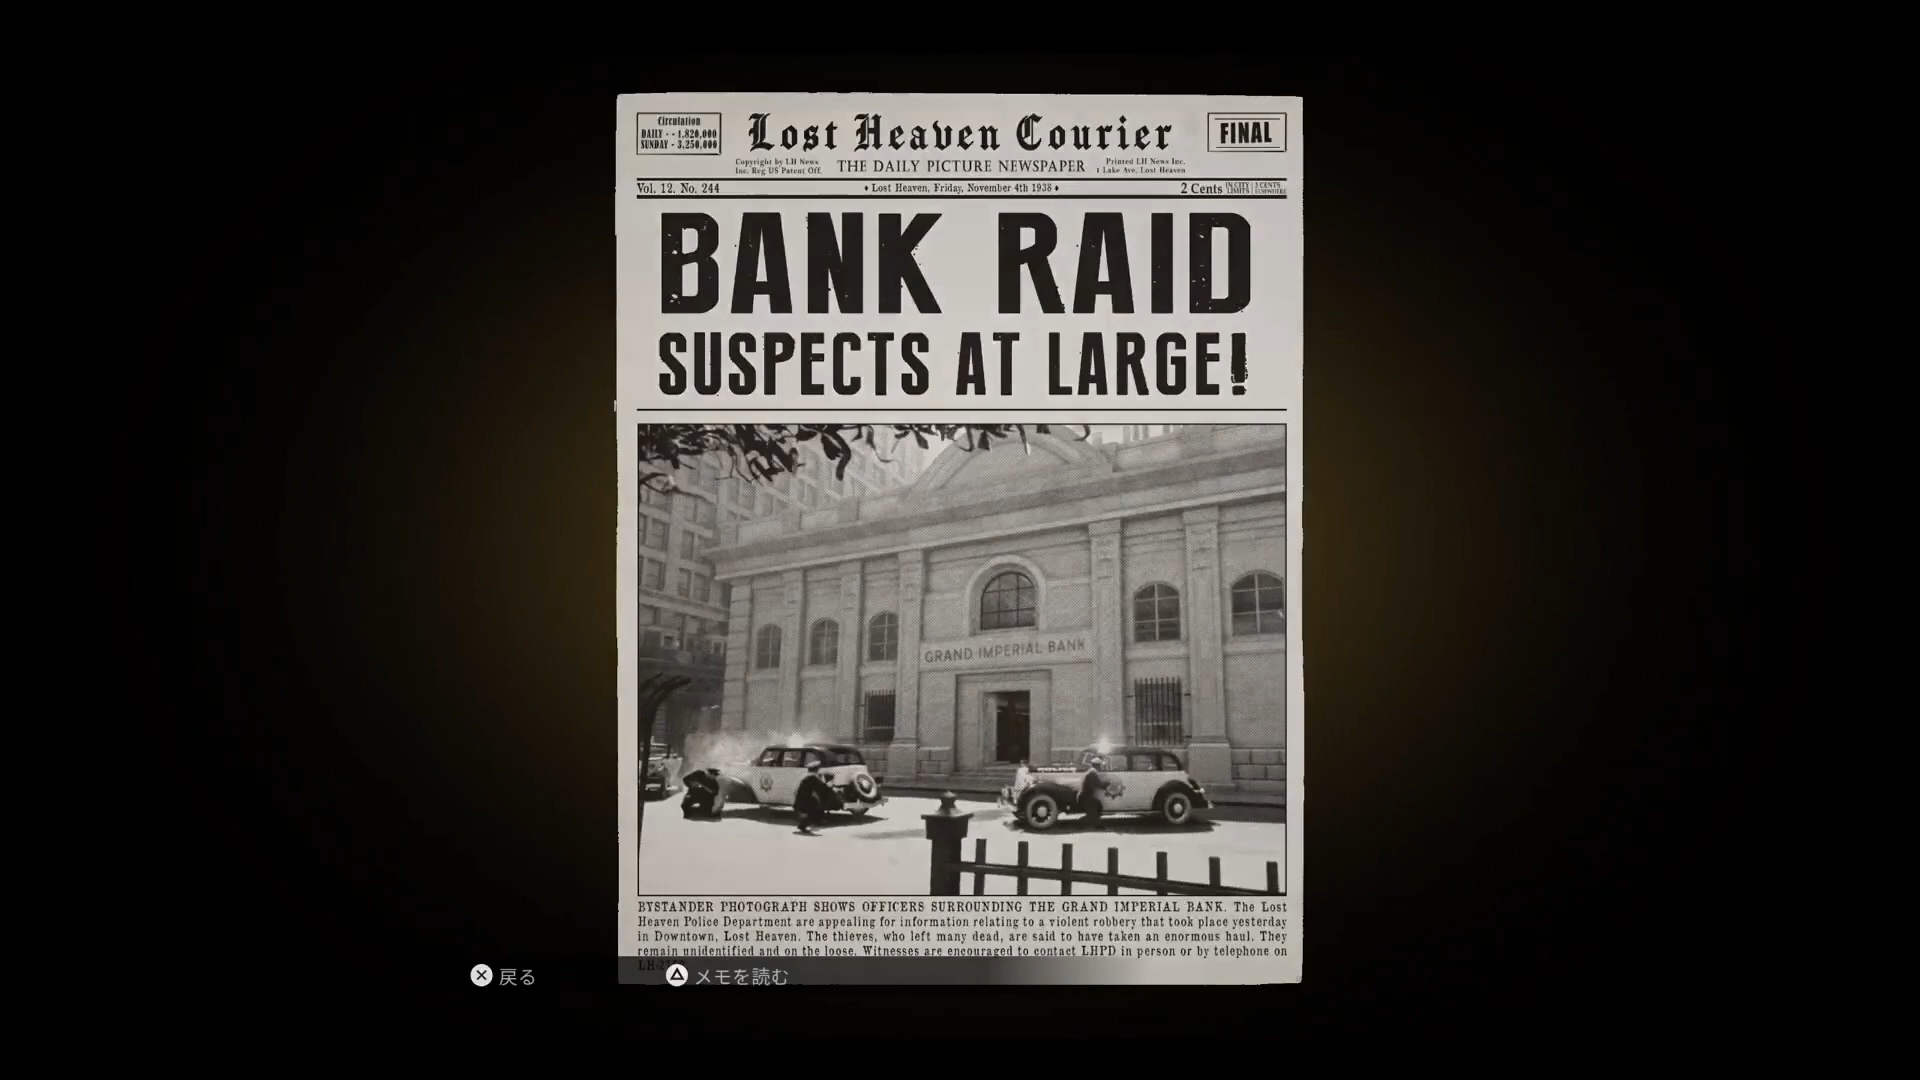 Circulation
DAILY - - 1,820,000
SUNDAY - 3,250,000
Lost Heaven Courier
FINAL
Copyright by LH News
Inc. Reg US Patent Off.
THE DAILY PICTURE NEWSPAPER
Printed LH News Inc.
1 Lake Ave, Lost Heaven
Vol. 12. No. 244
Lost Heaven, Friday, November 4th 1938
2 Cents IN CITY LIMITS | 3 CENTS ELSEWHERE
BANK RAID
SUSPECTS AT LARGE!
GRAND IMPERIAL BANK
BYSTANDER PHOTOGRAPH SHOWS OFFICERS SURROUNDING THE GRAND IMPERIAL BANK. The Lost
Heaven Police Department are appealing for information relating to a violent robbery that took place yesterday
in Downtown, Lost Heaven. The thieves, who left many dead, are said to have taken an enormous haul. They
remain unidentified and on the loose. Witnesses are encouraged to contact LHPD in person or by telephone on
戻る
メモを読む